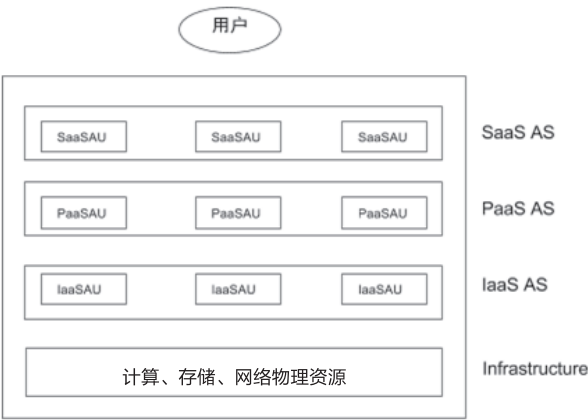 用户
SaaSAU SaaSAU SaaSAU SaaS AS
PaaSAU PaaSAU PaaSAU PaaS AS
IaaSAU IaaSAU IaaSAU IaaS AS
计算、存储、网络物理资源 Infrastructure